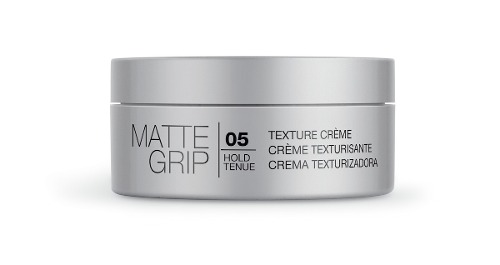 MATTE
GRIP
05
HOLD
TENUE
TEXTURE CRÈME
CRÈME TEXTURISANTE
CREMA TEXTURIZADORA